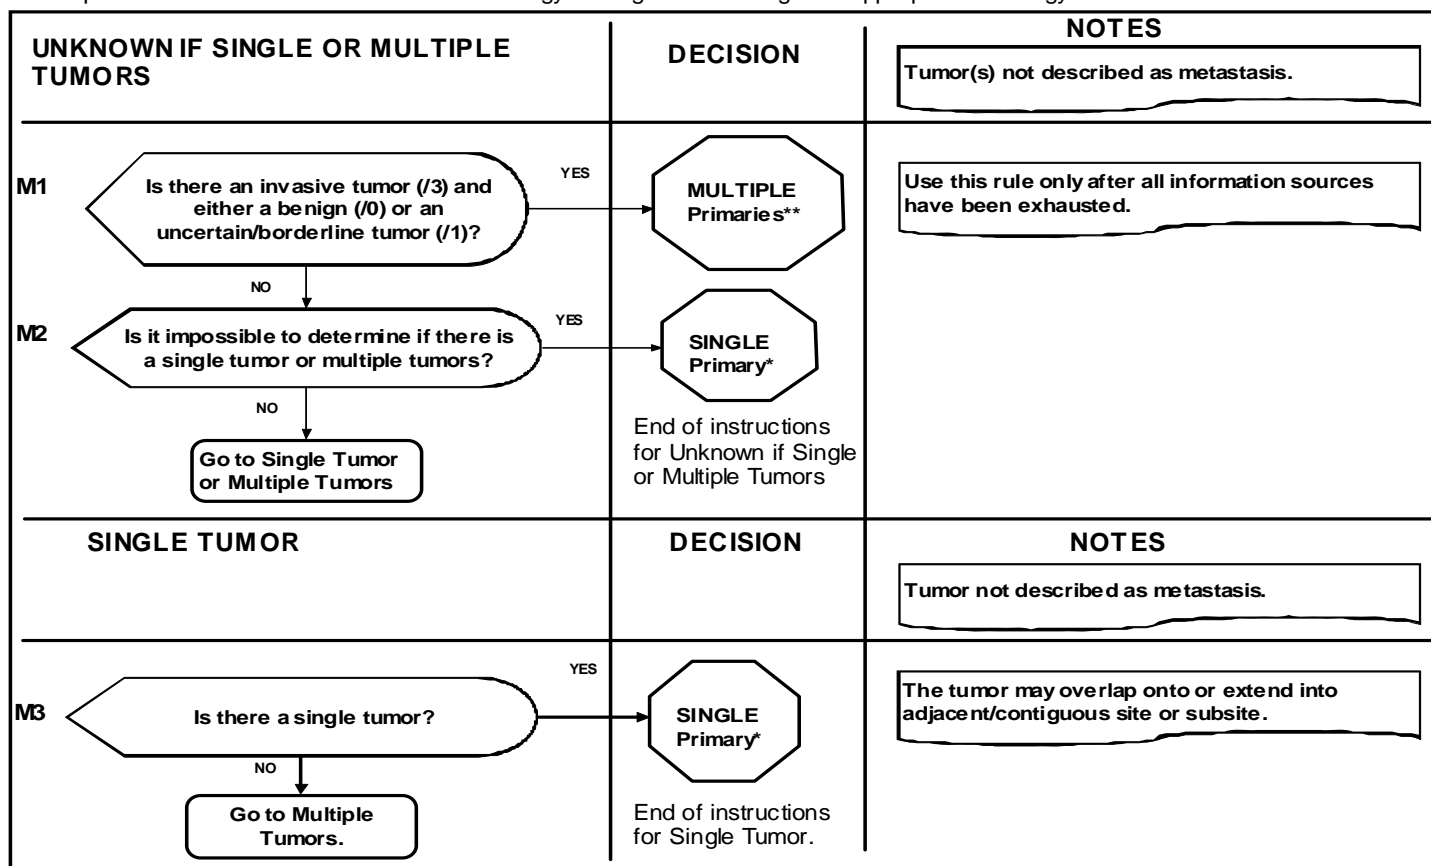 UNKNOWN IF SINGLE OR MULTIPLE
TUMORS
DECISION
NOTES
Tumor(s) not described as metastasis.
M1
Is there an invasive tumor (/3) and
either a benign (/0) or an
uncertain/borderline tumor (/1)?
YES
MULTIPLE
Primaries**
Use this rule only after all information sources
have been exhausted.
NO
M2
Is it impossible to determine if there is
a single tumor or multiple tumors?
YES
SINGLE
Primary*
NO
Go to Single Tumor
or Multiple Tumors
End of instructions
for Unknown if Single
or Multiple Tumors
SINGLE TUMOR
DECISION
NOTES
Tumor not described as metastasis.
M3
Is there a single tumor?
YES
SINGLE
Primary*
The tumor may overlap onto or extend into
adjacent/contiguous site or subsite.
NO
Go to Multiple
Tumors.
End of instructions
for Single Tumor.